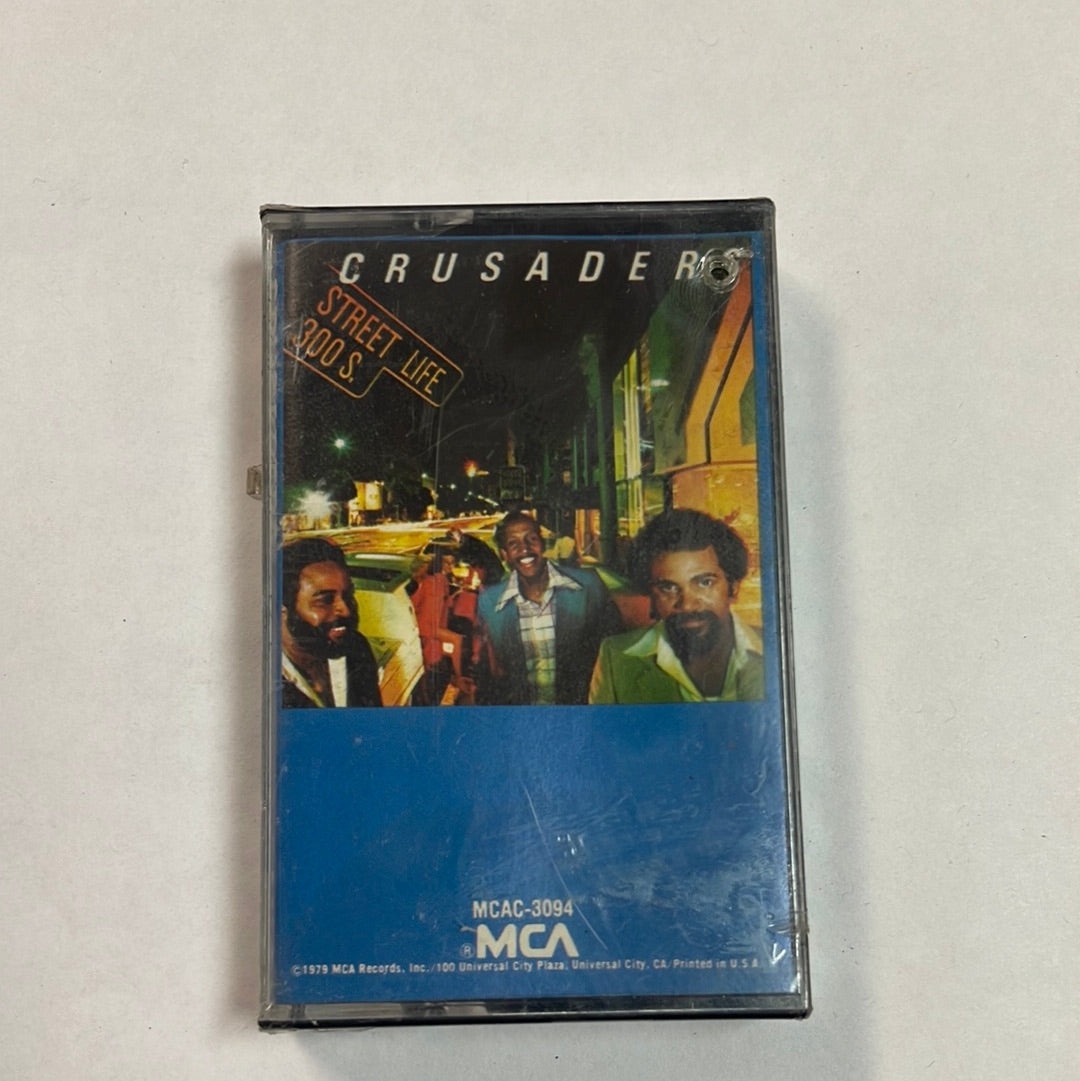 CRUSADERS
STREET LIFE
300 S.
MCAC-3094
® MCA
©1979 MCA Records, Inc./100 Universal City Plaza, Universal City, CA/Printed in U.S.A.